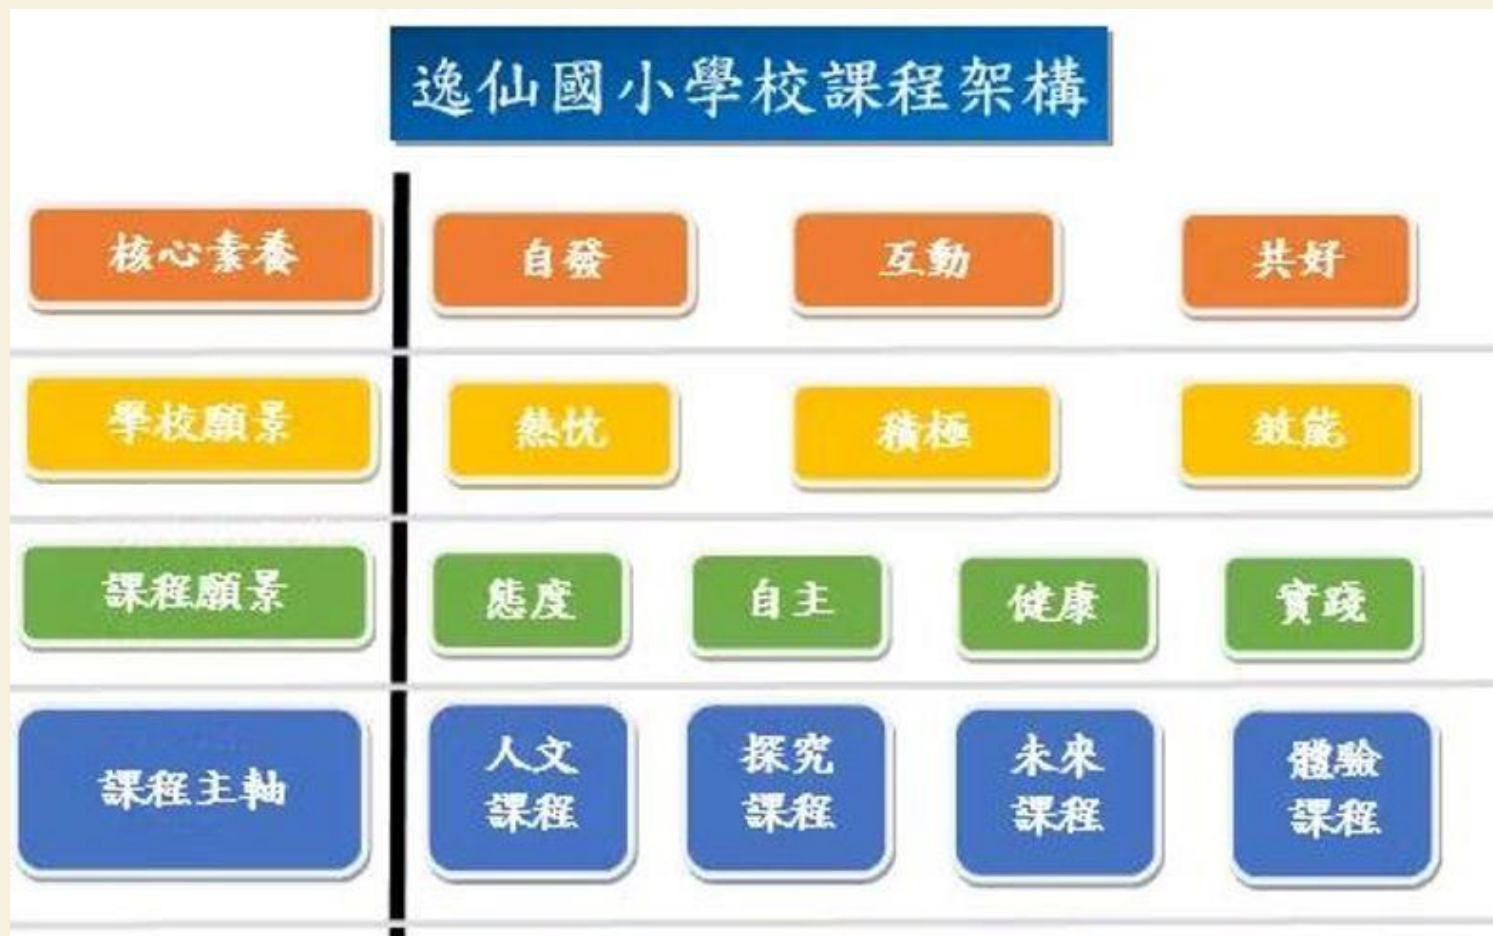 逸仙國小學校課程架構
核心素養
自發
互動
共好
學校願景
熱忱
積極
效能
課程願景
態度
自主
健康
實踐
課程主軸
人文
課程
探究
課程
未來
課程
體驗
課程